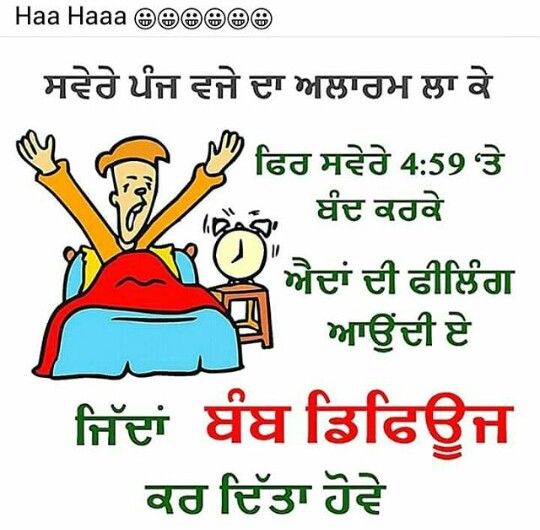 Haa Haaa 😀😀😀😀😀😀
ਸਵੇਰੇ ਪੰਜ ਵਜੇ ਦਾ ਅਲਾਰਮ ਲਾ ਕੇ
ਫਿਰ ਸਵੇਰੇ 4:59 ‘ਤੇ
ਬੰਦ ਕਰਕੇ
ਐਦਾਂ ਦੀ ਫੀਲਿੰਗ
ਆਉਂਦੀ ਏ
ਜਿੱਦਾਂ ਬੰਬ ਡਿਫਿਊਜ
ਕਰ ਦਿੱਤਾ ਹੋਵੇ